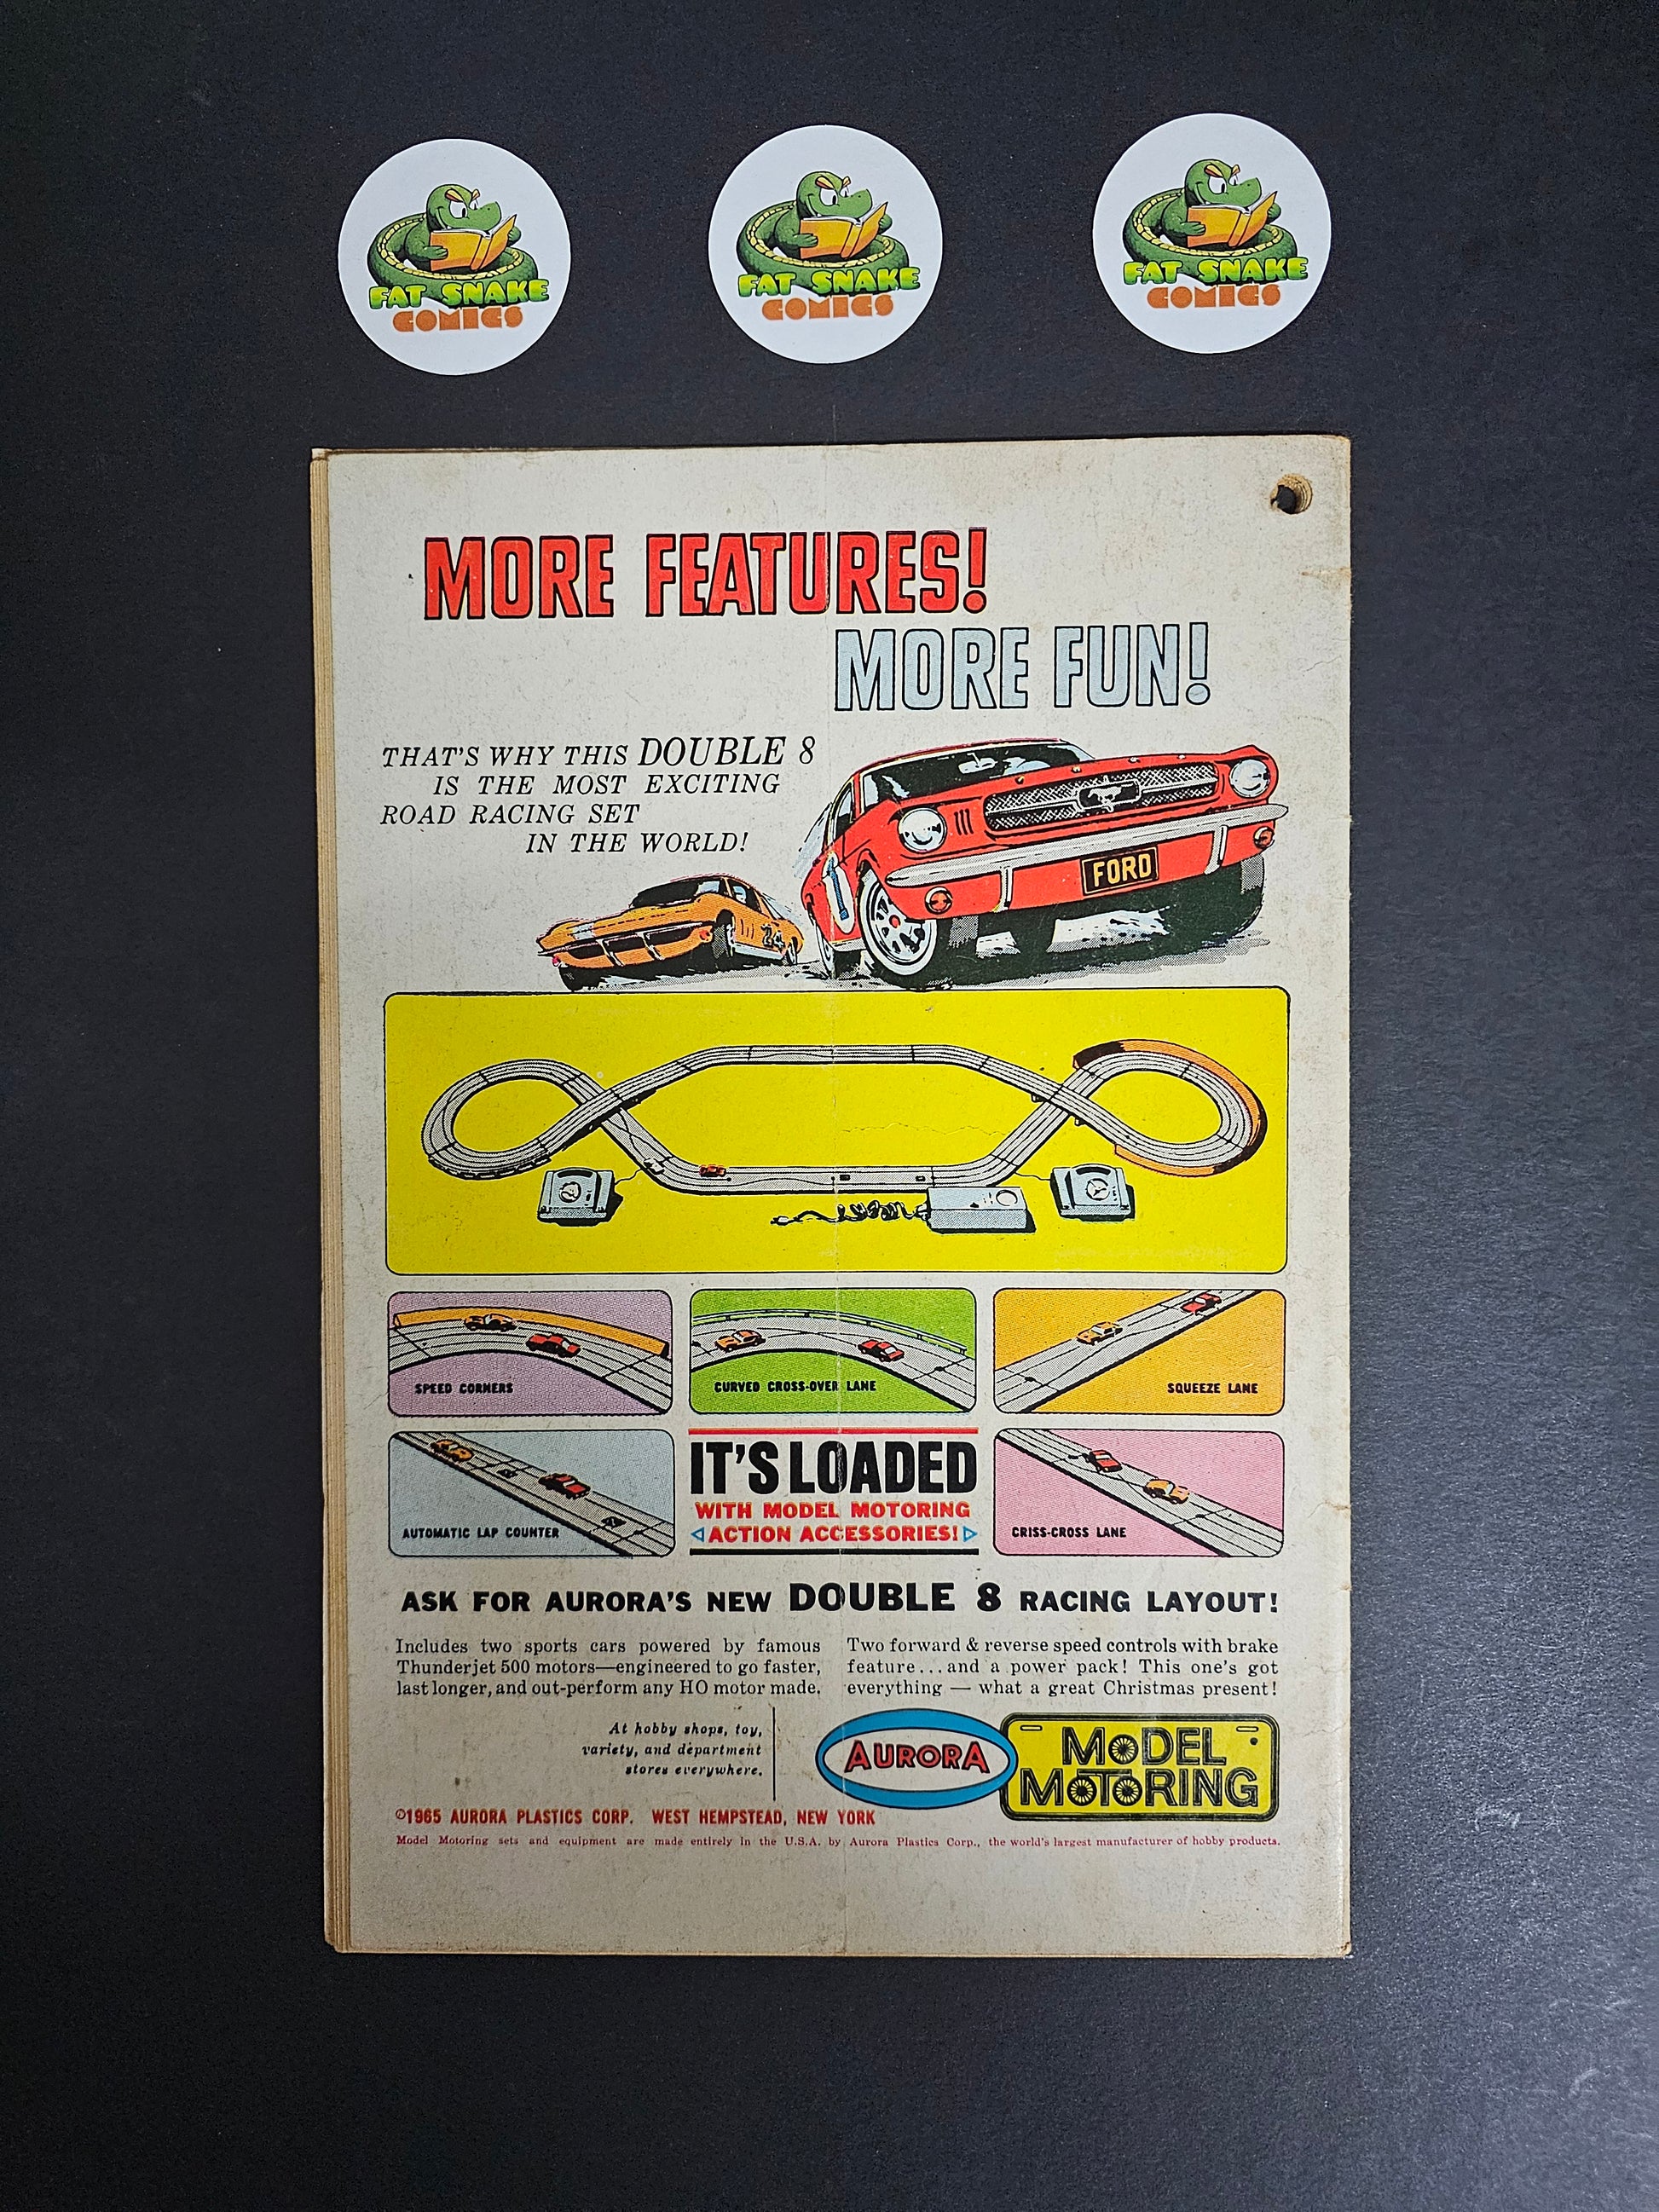 FAT SNAKE
COMICS
FAT SNAKE
COMICS
FAT SNAKE
COMICS
MORE FEATURES!
MORE FUN!
THAT'S WHY THIS DOUBLE 8
IS THE MOST EXCITING
ROAD RACING SET
IN THE WORLD!
FORD
24
SPEED CORNERS
CURVED CROSS-OVER LANE
SQUEEZE LANE
AUTOMATIC LAP COUNTER
IT'S LOADED
WITH MODEL MOTORING
ACTION ACCESSORIES!
CRISS-CROSS LANE
ASK FOR AURORA'S NEW DOUBLE 8 RACING LAYOUT!
Includes two sports cars powered by famous
Thunderjet 500 motors—engineered to go faster,
last longer, and out-perform any HO motor made.
Two forward & reverse speed controls with brake
feature...and a power pack! This one's got
everything — what a great Christmas present!
At hobby shops, toy,
variety, and department
stores everywhere.
AURORA
MODEL
MOTORING
©1965 AURORA PLASTICS CORP. WEST HEMPSTEAD, NEW YORK
Model Motoring sets and equipment are made entirely in the U.S.A. by Aurora Plastics Corp., the world's largest manufacturer of hobby products.